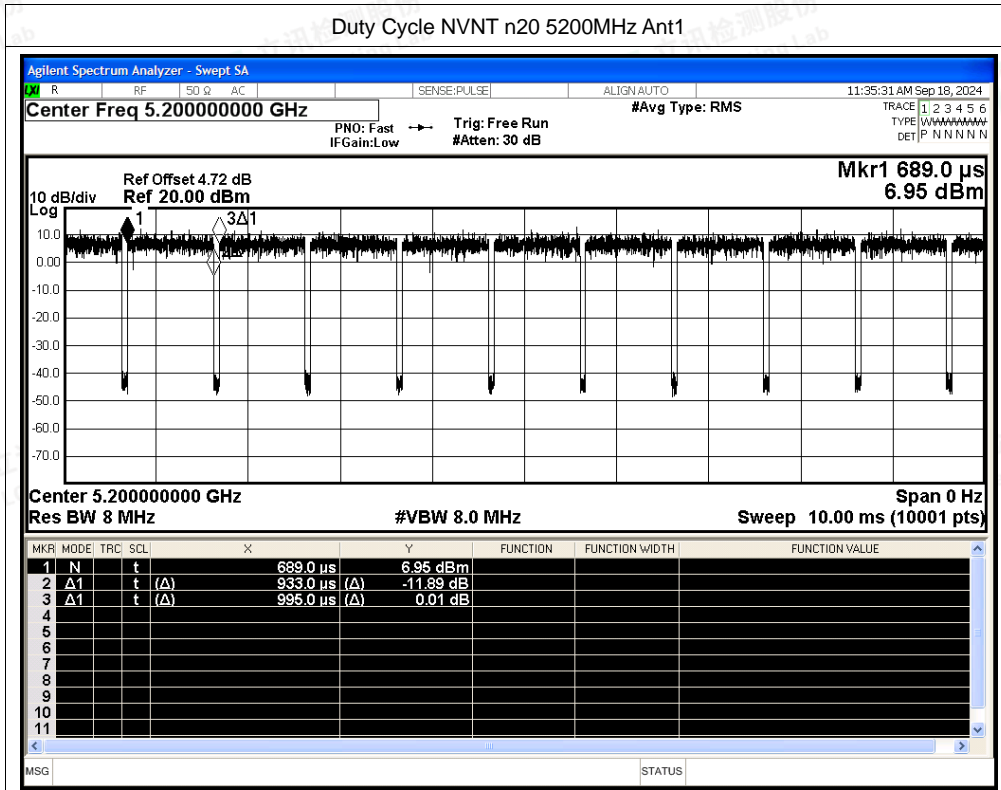 Duty Cycle NVNT n20 5200MHz Ant1
Agilent Spectrum Analyzer - Swept SA
LXI R RF 50 Ω AC SENSE:PULSE ALIGN AUTO 11:35:31 AM Sep 18, 2024
Center Freq 5.200000000 GHz #Avg Type: RMS TRACE 1 2 3 4 5 6
PNO: Fast Trig: Free Run TYPE
IFGain:Low #Atten: 30 dB DET P N N N N N
Mkr1 689.0 µs
Ref Offset 4.72 dB
10 dB/div Ref 20.00 dBm 6.95 dBm
Log
1 3Δ1
10.0
0.00
-10.0
-20.0
-30.0
-40.0
-50.0
-60.0
-70.0
Center 5.200000000 GHz Span 0 Hz
Res BW 8 MHz #VBW 8.0 MHz Sweep 10.00 ms (10001 pts)
MKR MODE TRC SCL X Y FUNCTION FUNCTION WIDTH FUNCTION VALUE
1 N t 689.0 µs 6.95 dBm
2 Δ1 t (Δ) 933.0 µs (Δ) -11.89 dB
3 Δ1 t (Δ) 995.0 µs (Δ) 0.01 dB
4
5
6
7
8
9
10
11
MSG STATUS